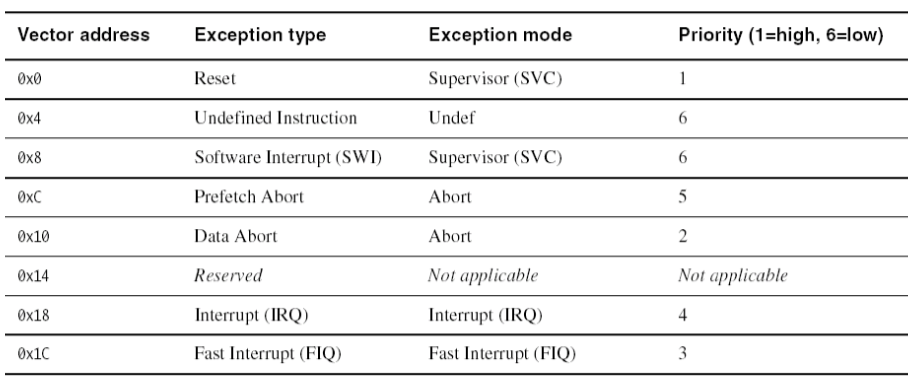 Vector address Exception type Exception mode Priority (1=high, 6=low)
0x0 Reset Supervisor (SVC) 1
0x4 Undefined Instruction Undef 6
0x8 Software Interrupt (SWI) Supervisor (SVC) 6
0xC Prefetch Abort Abort 5
0x10 Data Abort Abort 2
0x14 Reserved Not applicable Not applicable
0x18 Interrupt (IRQ) Interrupt (IRQ) 4
0x1C Fast Interrupt (FIQ) Fast Interrupt (FIQ) 3